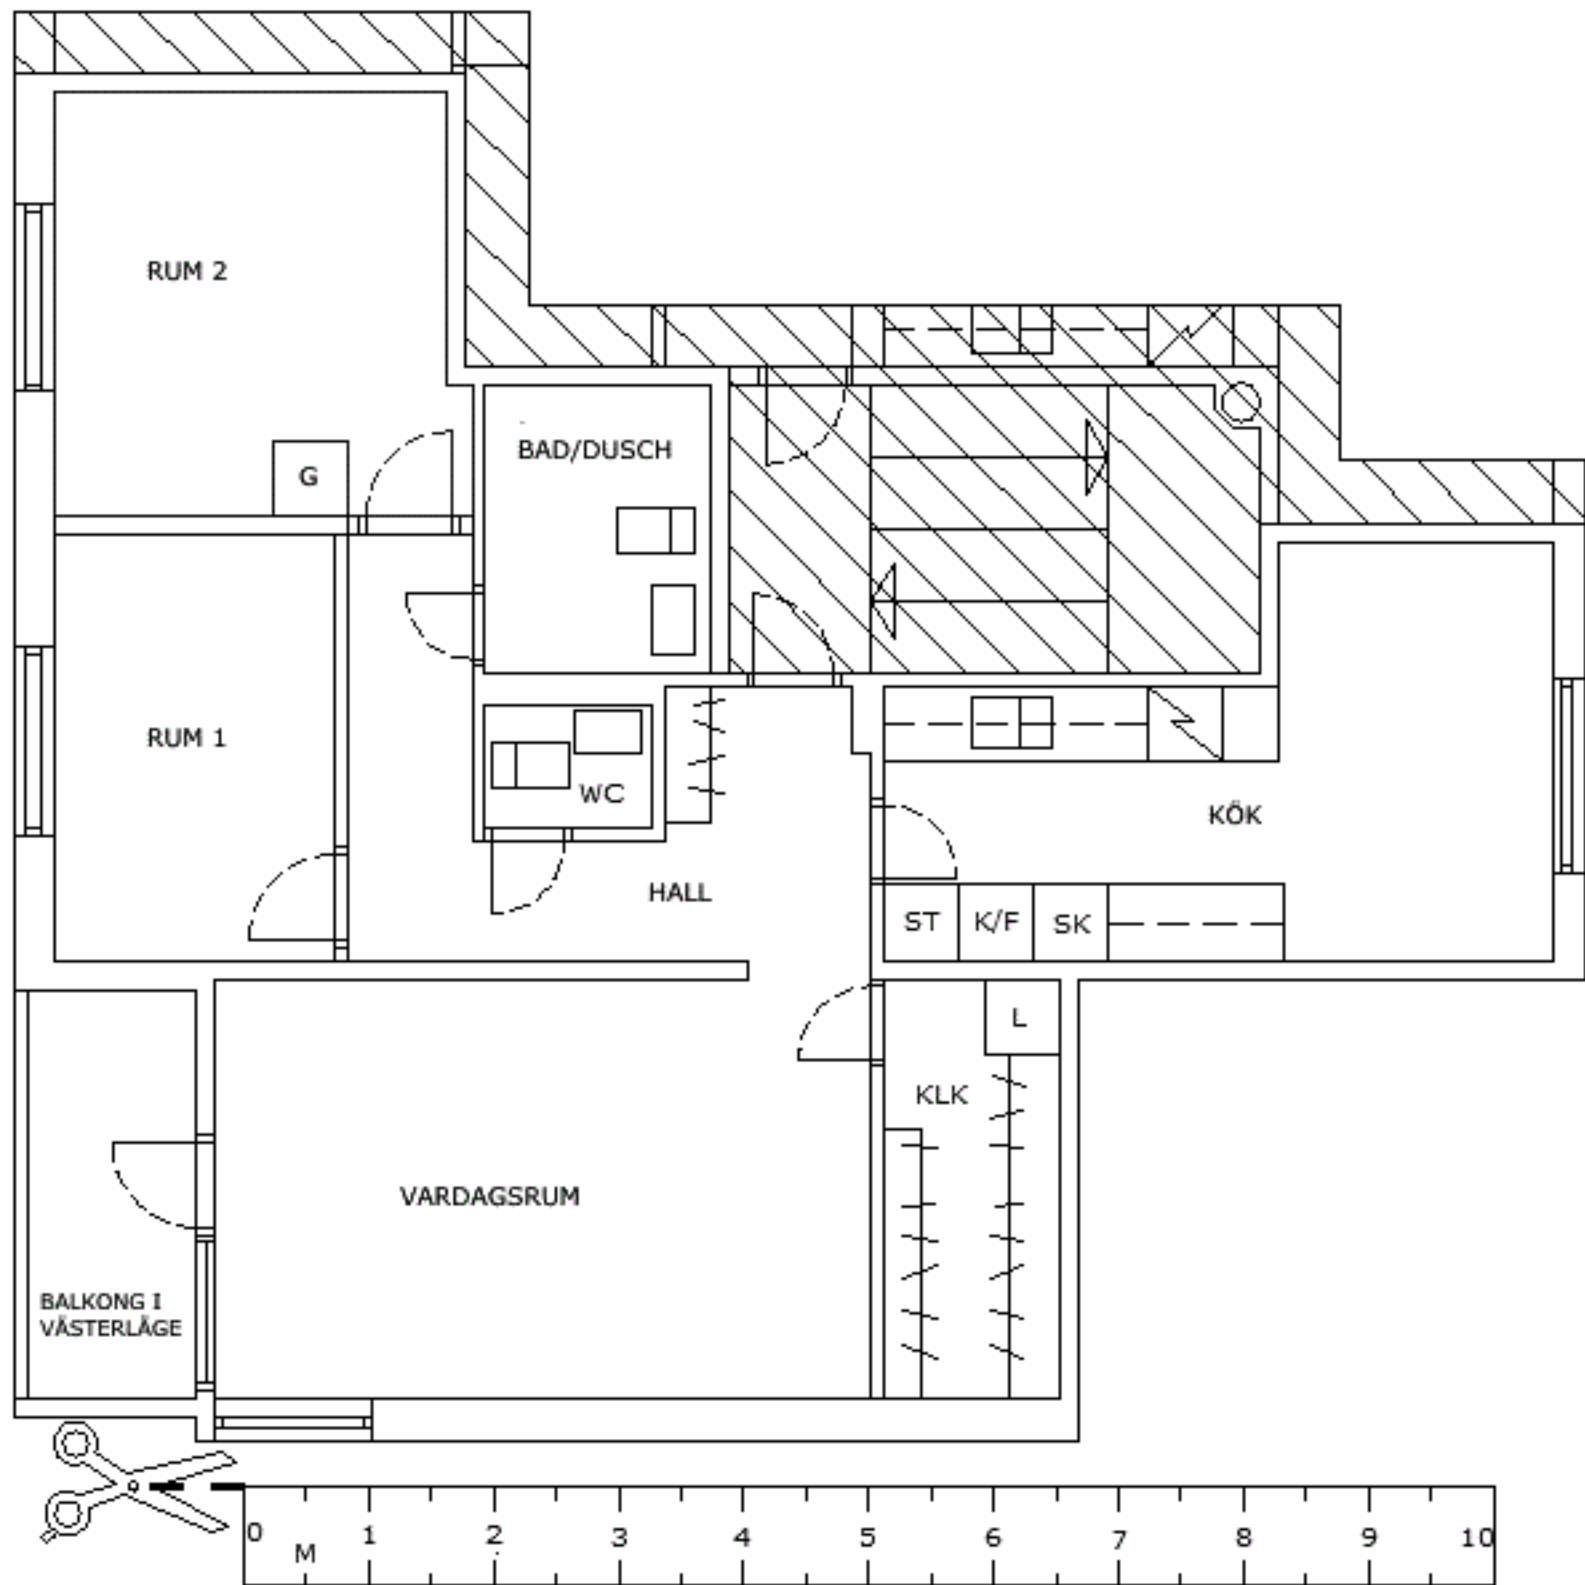 RUM 2
G
BAD/DUSCH
RUM 1
WC
HALL
KÖK
ST K/F SK
L
KLK
VARDAGSRUM
BALKONG I
VÄSTERLÄGE
0 1 2 3 4 5 6 7 8 9 10
M